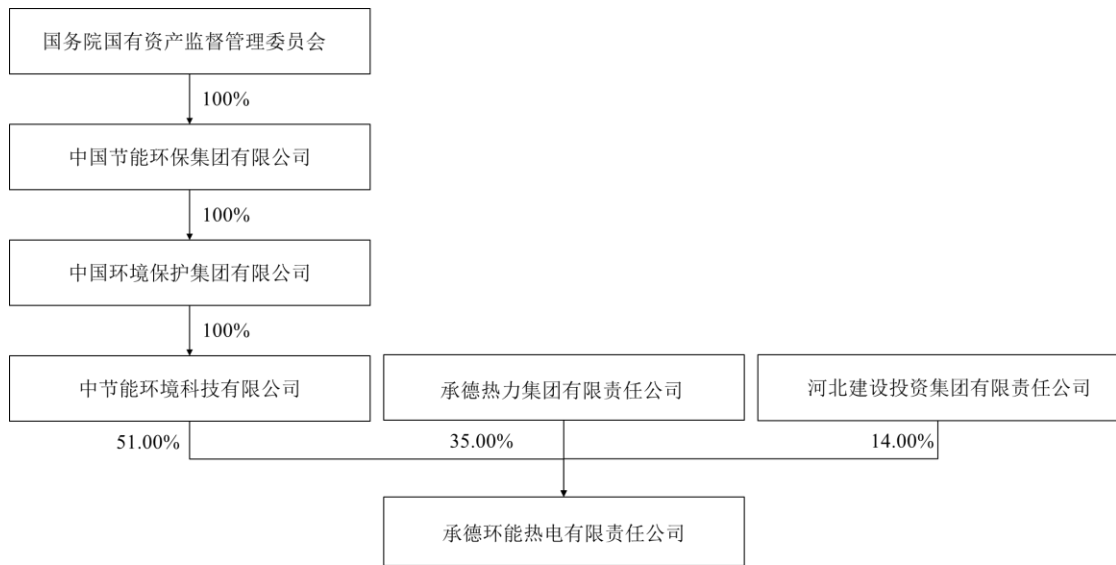 国务院国有资产监督管理委员会
100%
中国节能环保集团有限公司
100%
中国环境保护集团有限公司
100%
中节能环境科技有限公司
承德热力集团有限责任公司
河北建设投资集团有限责任公司
51.00%
35.00%
14.00%
承德环能热电有限责任公司